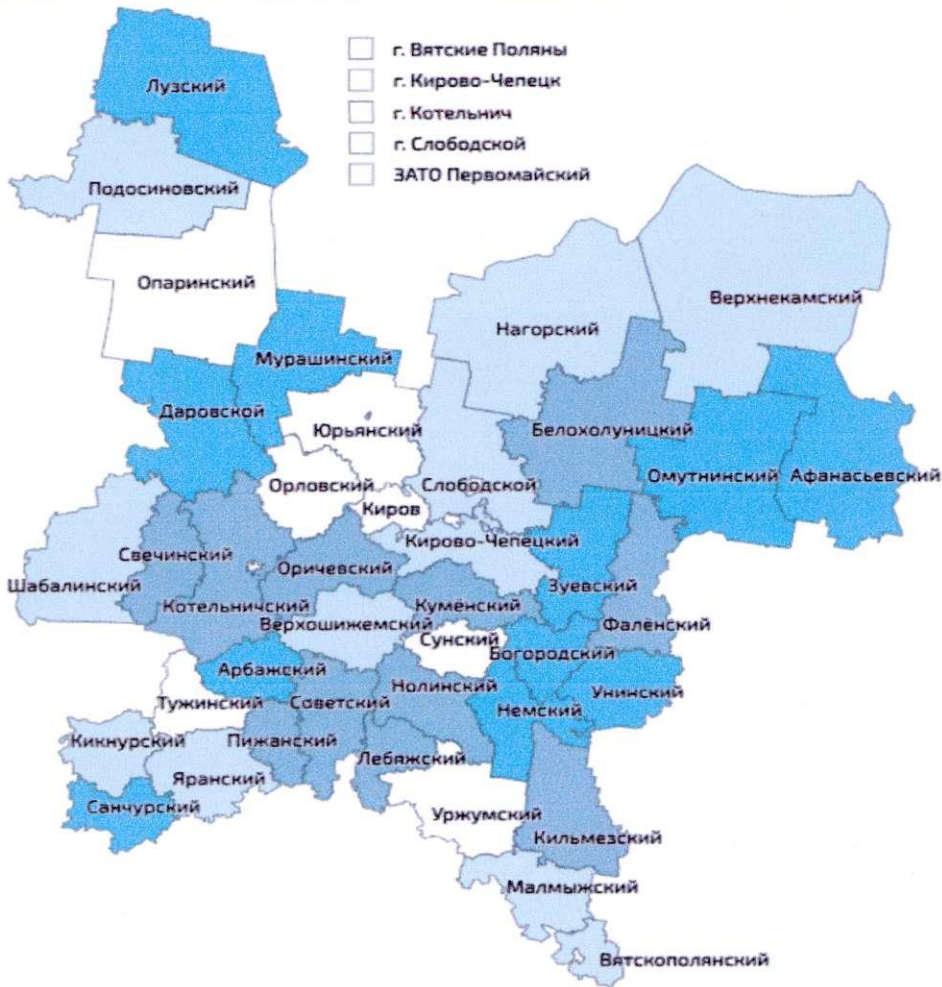 г. Вятские Поляны
г. Кирово-Чепецк
г. Котельнич
г. Слободской
ЗАТО Первомайский
Лузский
Подосиновский
Опаринский
Верхнекамский
Нагорский
Мурашинский
Даровской
Юрьянский
Белохолуницкий
Омутнинский
Афанасьевский
Орловский
Слободской
Киров
Кирово-Чепецкий
Свечинский
Оричевский
Зуевский
Шабалинский
Котельничский
Кумёнский
Верхошижемский
Фалёнский
Сунский
Богородский
Арбажский
Нолинский
Унинский
Тужинский
Советский
Немский
Кикнурский
Пижанский
Лебяжский
Яранский
Санчурский
Уржумский
Кильмезский
Малмыжский
Вятскополянский